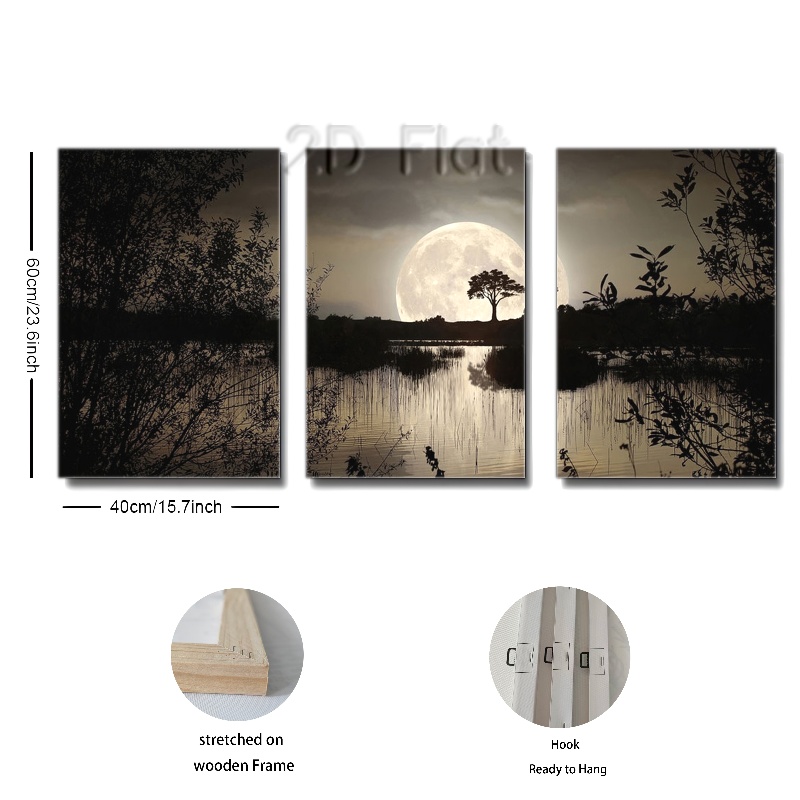 2D Flat
60cm/23.6inch
40cm/15.7inch
stretched on
wooden Frame
Hook
Ready to Hang